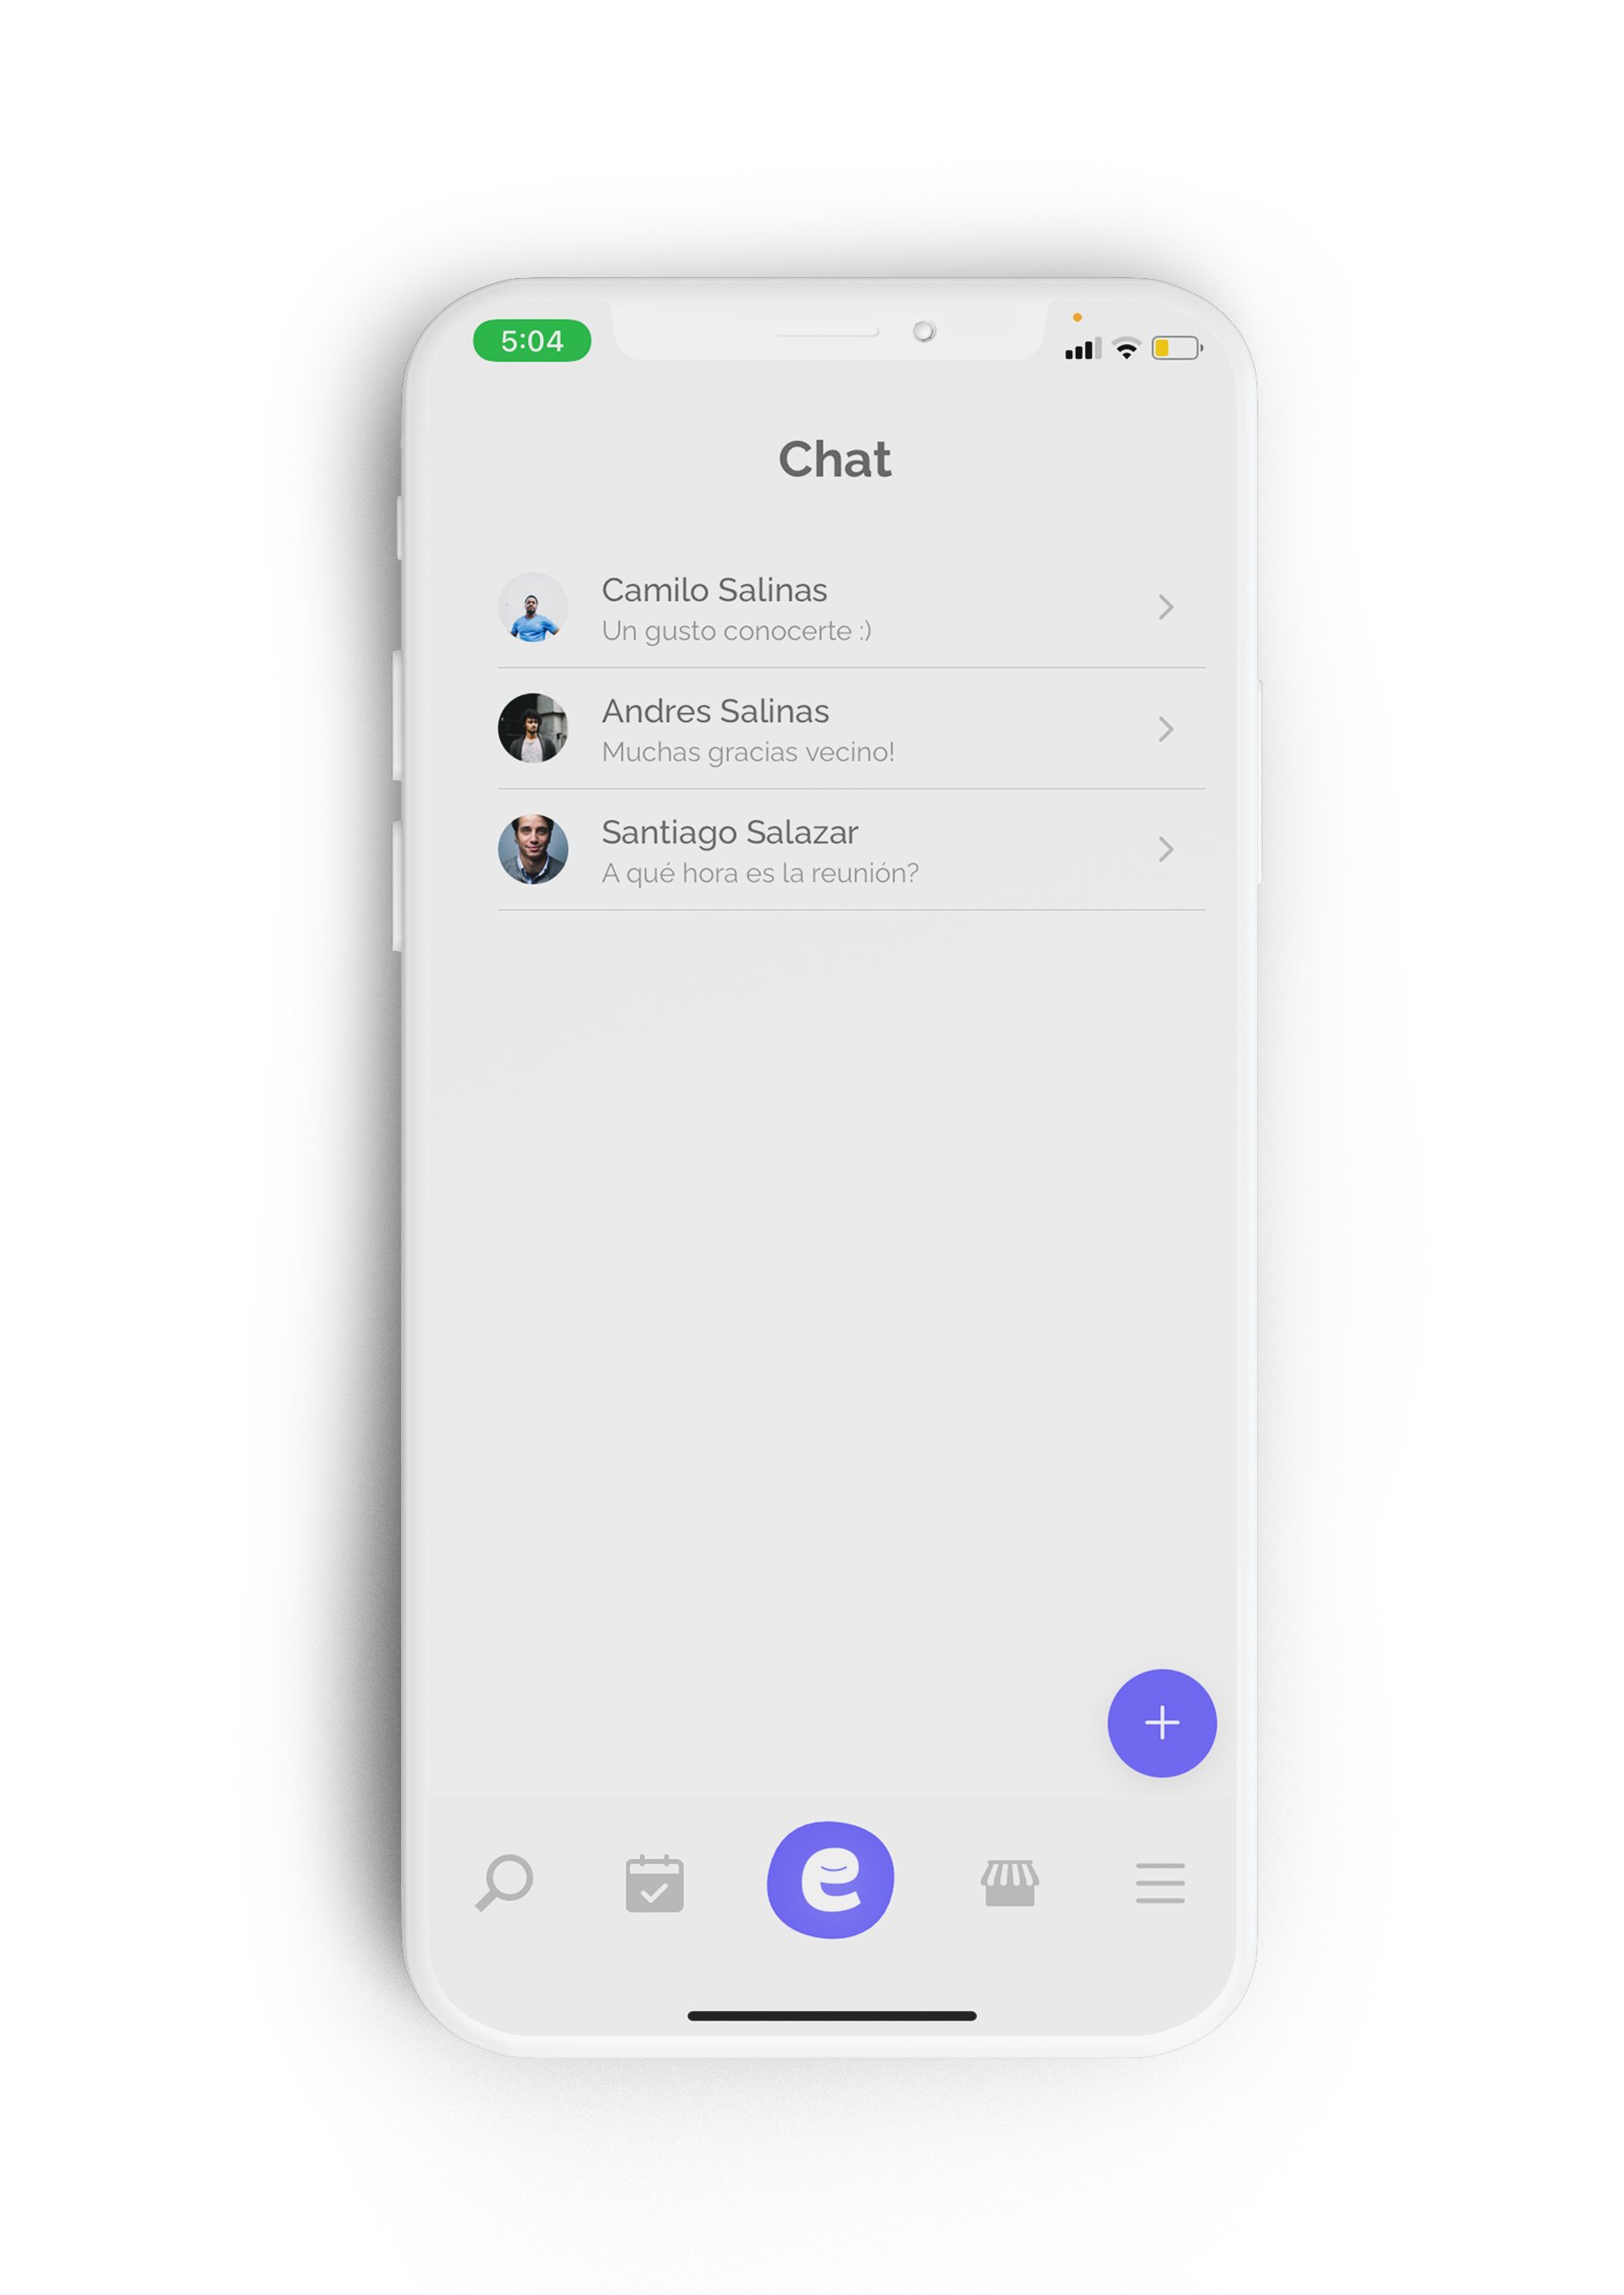 5:04
Chat
Camilo Salinas
Un gusto conocerte :)
Andres Salinas
Muchas gracias vecino!
Santiago Salazar
A qué hora es la reunión?
e